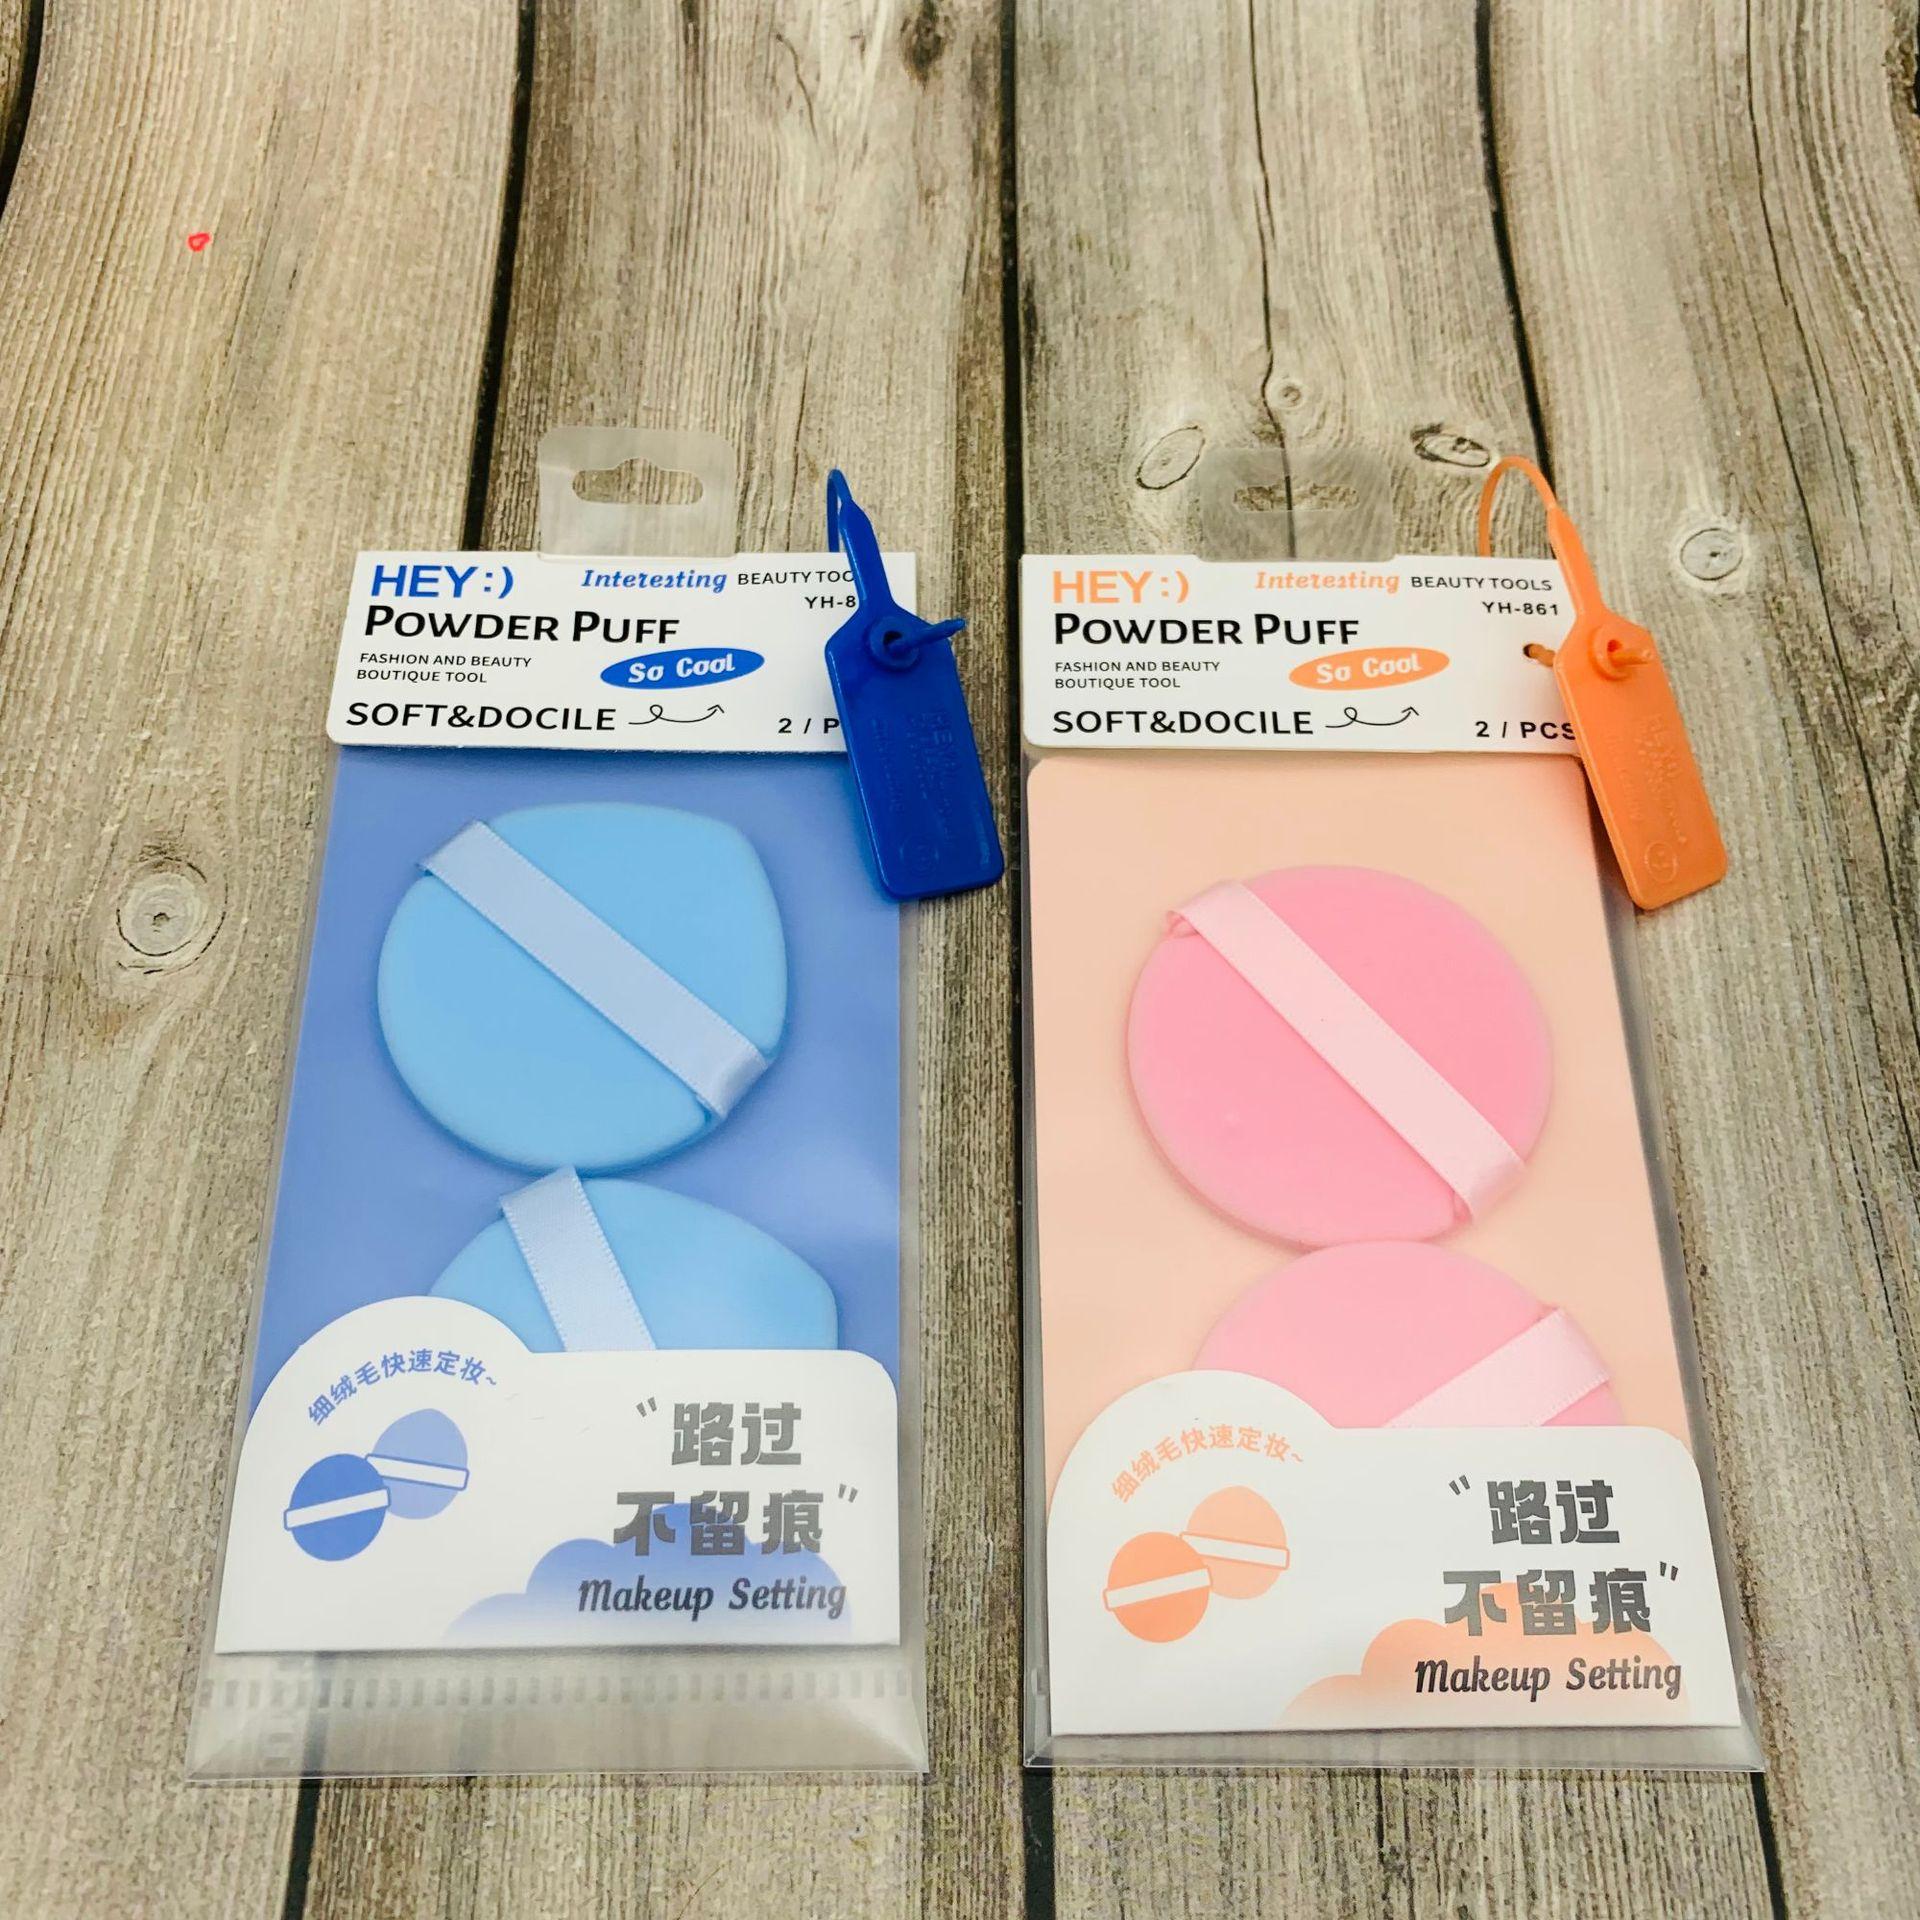 HEY:)
Interesting BEAUTY TOO
YH-8
POWDER PUFF
FASHION AND BEAUTY
BOUTIQUE TOOL
So Cool
SOFT&DOCILE
2 / P
细绒毛快速定妆~
"路过
不留痕"
Makeup Setting
HEY:)
Interesting BEAUTY TOOLS
YH-861
POWDER PUFF
FASHION AND BEAUTY
BOUTIQUE TOOL
So Cool
SOFT&DOCILE
2 / PCS
细绒毛快速定妆~
"路过
不留痕"
Makeup Setting